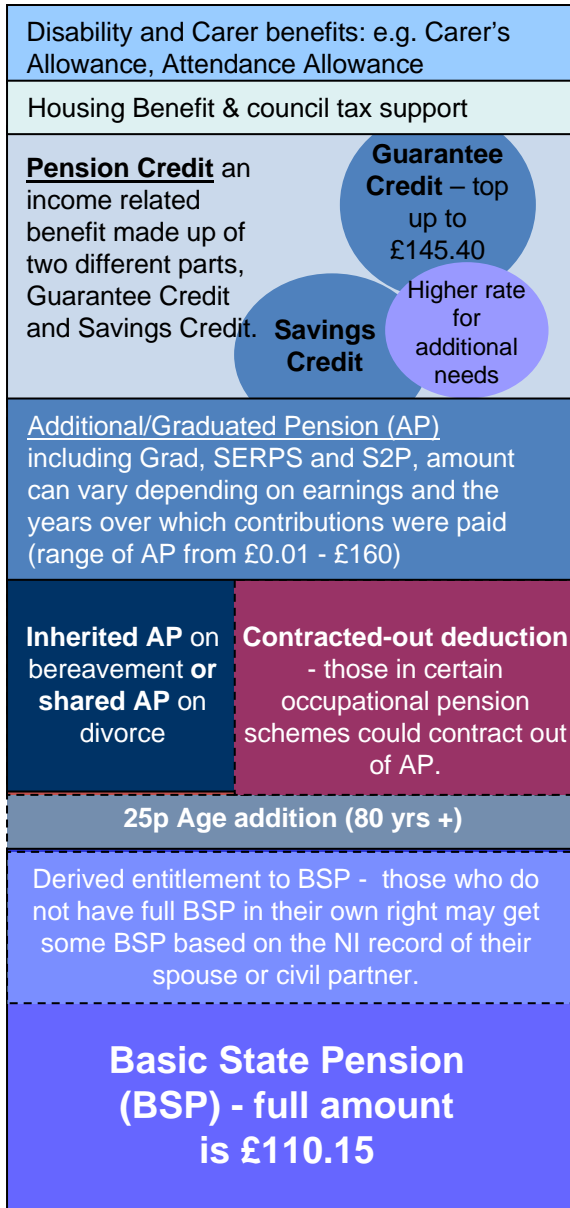 Disability and Carer benefits: e.g. Carer's
Allowance, Attendance Allowance
Housing Benefit & council tax support
Pension Credit an
income related
benefit made up of
two different parts,
Guarantee Credit
and Savings Credit.
Guarantee
Credit – top
up to
£145.40
Higher rate
for
additional
needs
Savings
Credit
Additional/Graduated Pension (AP)
including Grad, SERPS and S2P, amount
can vary depending on earnings and the
years over which contributions were paid
(range of AP from £0.01 - £160)
Inherited AP on
bereavement or
shared AP on
divorce
Contracted-out deduction
- those in certain
occupational pension
schemes could contract out
of AP.
25p Age addition (80 yrs +)
Derived entitlement to BSP - those who do
not have full BSP in their own right may get
some BSP based on the NI record of their
spouse or civil partner.
Basic State Pension
(BSP) - full amount
is £110.15